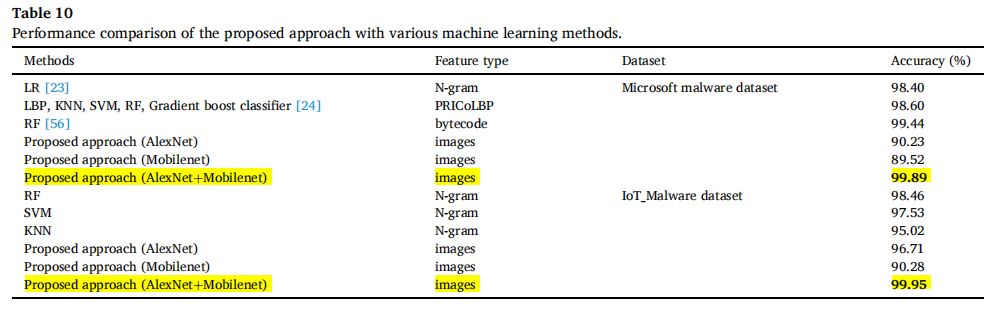 Table 10
Performance comparison of the proposed approach with various machine learning methods.
Methods Feature type Dataset Accuracy (%)
LR [23] N-gram Microsoft malware dataset 98.40
LBP, KNN, SVM, RF, Gradient boost classifier [24] PRICoLBP 98.60
RF [56] bytecode 99.44
Proposed approach (AlexNet) images 90.23
Proposed approach (Mobilenet) images 89.52
Proposed approach (AlexNet+Mobilenet) images 99.89
RF N-gram IoT_Malware dataset 98.46
SVM N-gram 97.53
KNN N-gram 95.02
Proposed approach (AlexNet) images 96.71
Proposed approach (Mobilenet) images 90.28
Proposed approach (AlexNet+Mobilenet) images 99.95